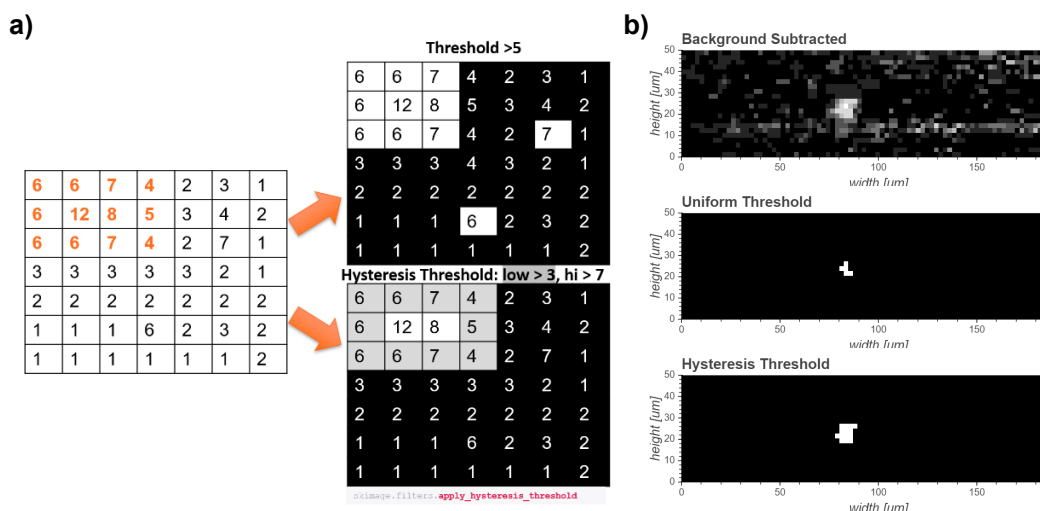 a)
6 6 7 4 2 3 1
6 12 8 5 3 4 2
6 6 7 4 2 7 1
3 3 3 3 3 2 1
2 2 2 2 2 2 2
1 1 1 6 2 3 2
1 1 1 1 1 1 2
Threshold >5
6 6 7 4 2 3 1
6 12 8 5 3 4 2
6 6 7 4 2 7 1
3 3 3 4 3 2 1
2 2 2 2 2 2 2
1 1 1 6 2 3 2
1 1 1 1 1 1 2
Hysteresis Threshold: low > 3, hi > 7
6 6 7 4 2 3 1
6 12 8 5 3 4 2
6 6 7 4 2 7 1
3 3 3 3 3 2 1
2 2 2 2 2 2 2
1 1 1 6 2 3 2
1 1 1 1 1 1 2
skimage.filters.apply_hysteresis_threshold
b)
Background Subtracted
height [um]
50
40
30
20
10
0
0 50 100 150
width [um]
Uniform Threshold
height [um]
50
40
30
20
10
0
0 50 100 150
width [um]
Hysteresis Threshold
height [um]
50
40
30
20
10
0
0 50 100 150
width [um]